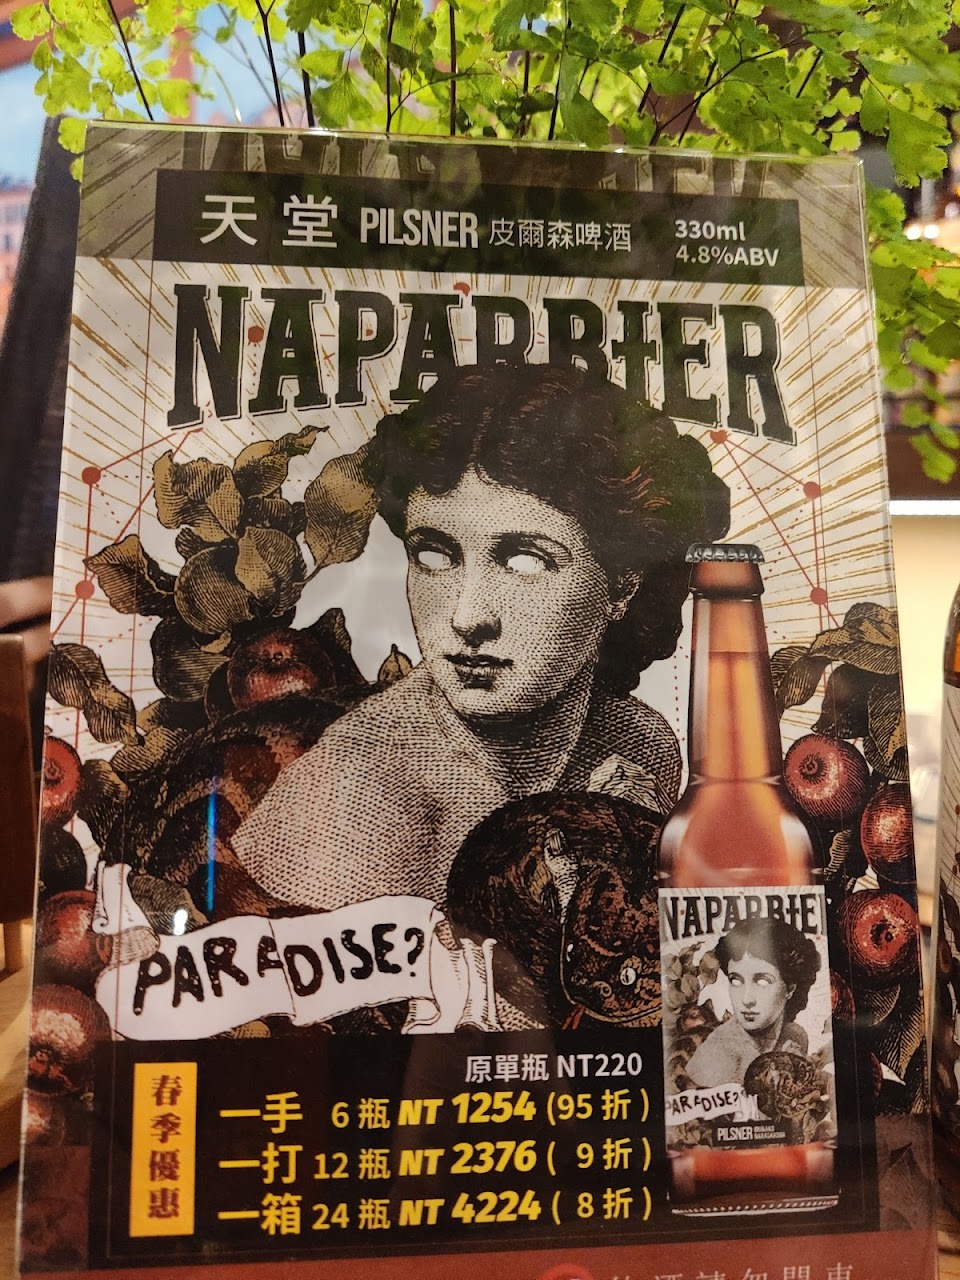 天堂 PILSNER 皮爾森啤酒 330ml
4.8%ABV
NAPARBIER
PARADISE?
NAPARBIER
PARADISE?
PILSNER
原單瓶 NT220
春季優惠
一手 6瓶 NT 1254 (95折)
一打 12瓶 NT 2376 ( 9折)
一箱 24瓶 NT 4224 ( 8折)